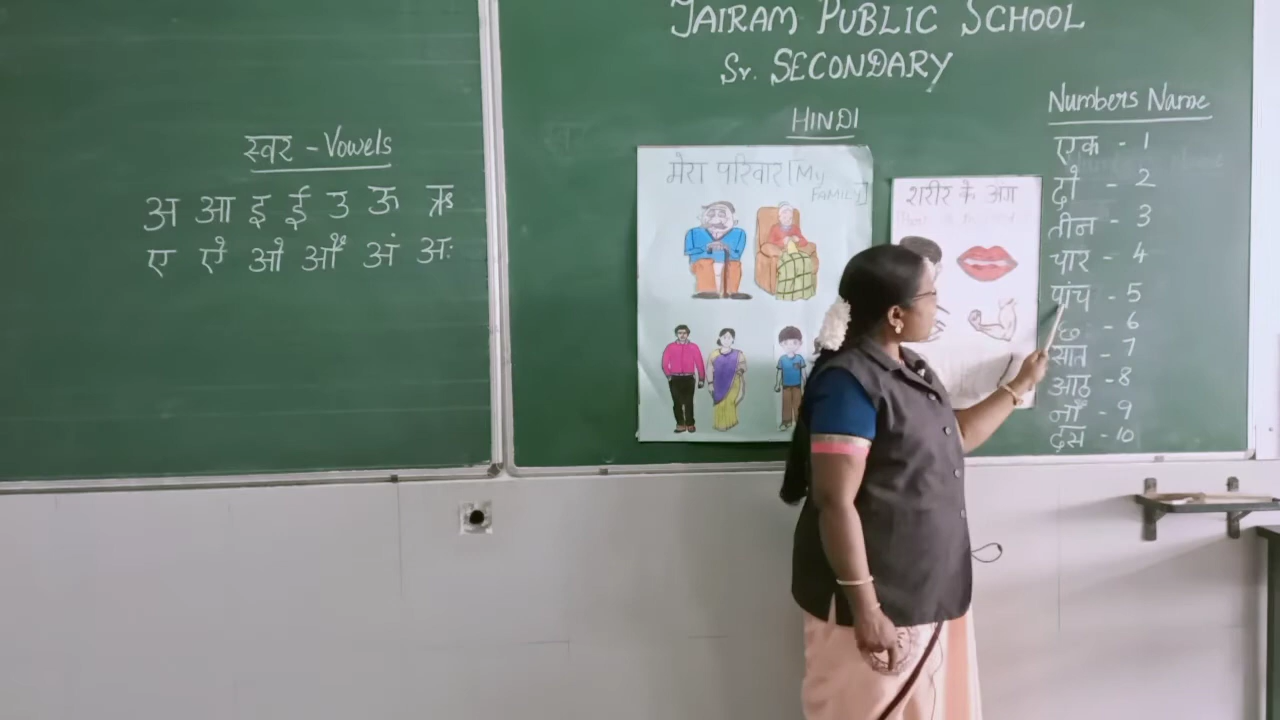 JAIRAM PUBLIC SCHOOL
Sr. SECONDARY
HINDI
स्वर - Vowels
अ आ इ ई उ ऊ ऋ
ए ऐ ओ औ अं अः
मेरा परिवार [My
FAMILY]
शरीर के अंग
Numbers Name
एक - 1
दो - 2
तीन - 3
चार - 4
पांच - 5
छ - 6
सात - 7
आठ - 8
नौ - 9
दस - 10